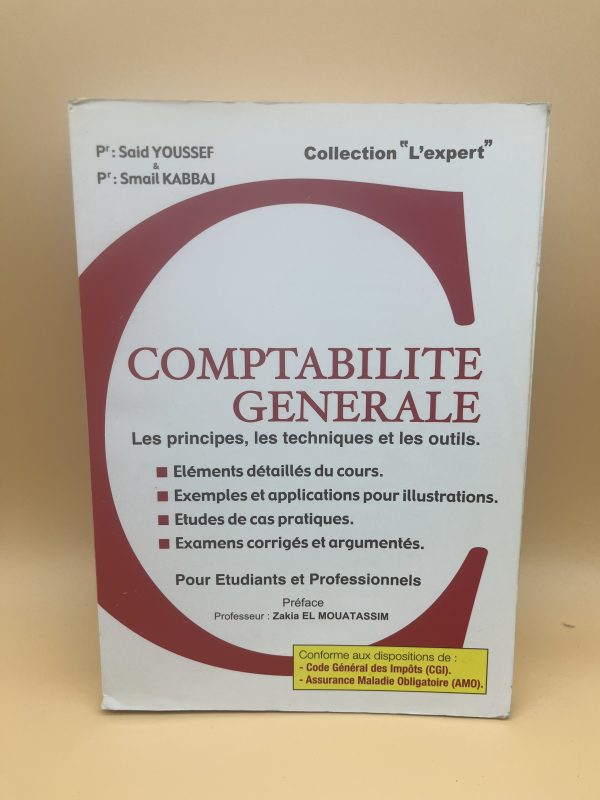 Pr : Said YOUSSEF
&
Pr : Smail KABBAJ
Collection "L'expert"
COMPTABILITE
GENERALE
Les principes, les techniques et les outils.
■ Eléments détaillés du cours.
■ Exemples et applications pour illustrations.
■ Etudes de cas pratiques.
■ Examens corrigés et argumentés.
Pour Etudiants et Professionnels
Préface
Professeur : Zakia EL MOUATASSIM
Conforme aux dispositions de :
- Code Général des Impôts (CGI).
- Assurance Maladie Obligatoire (AMO).